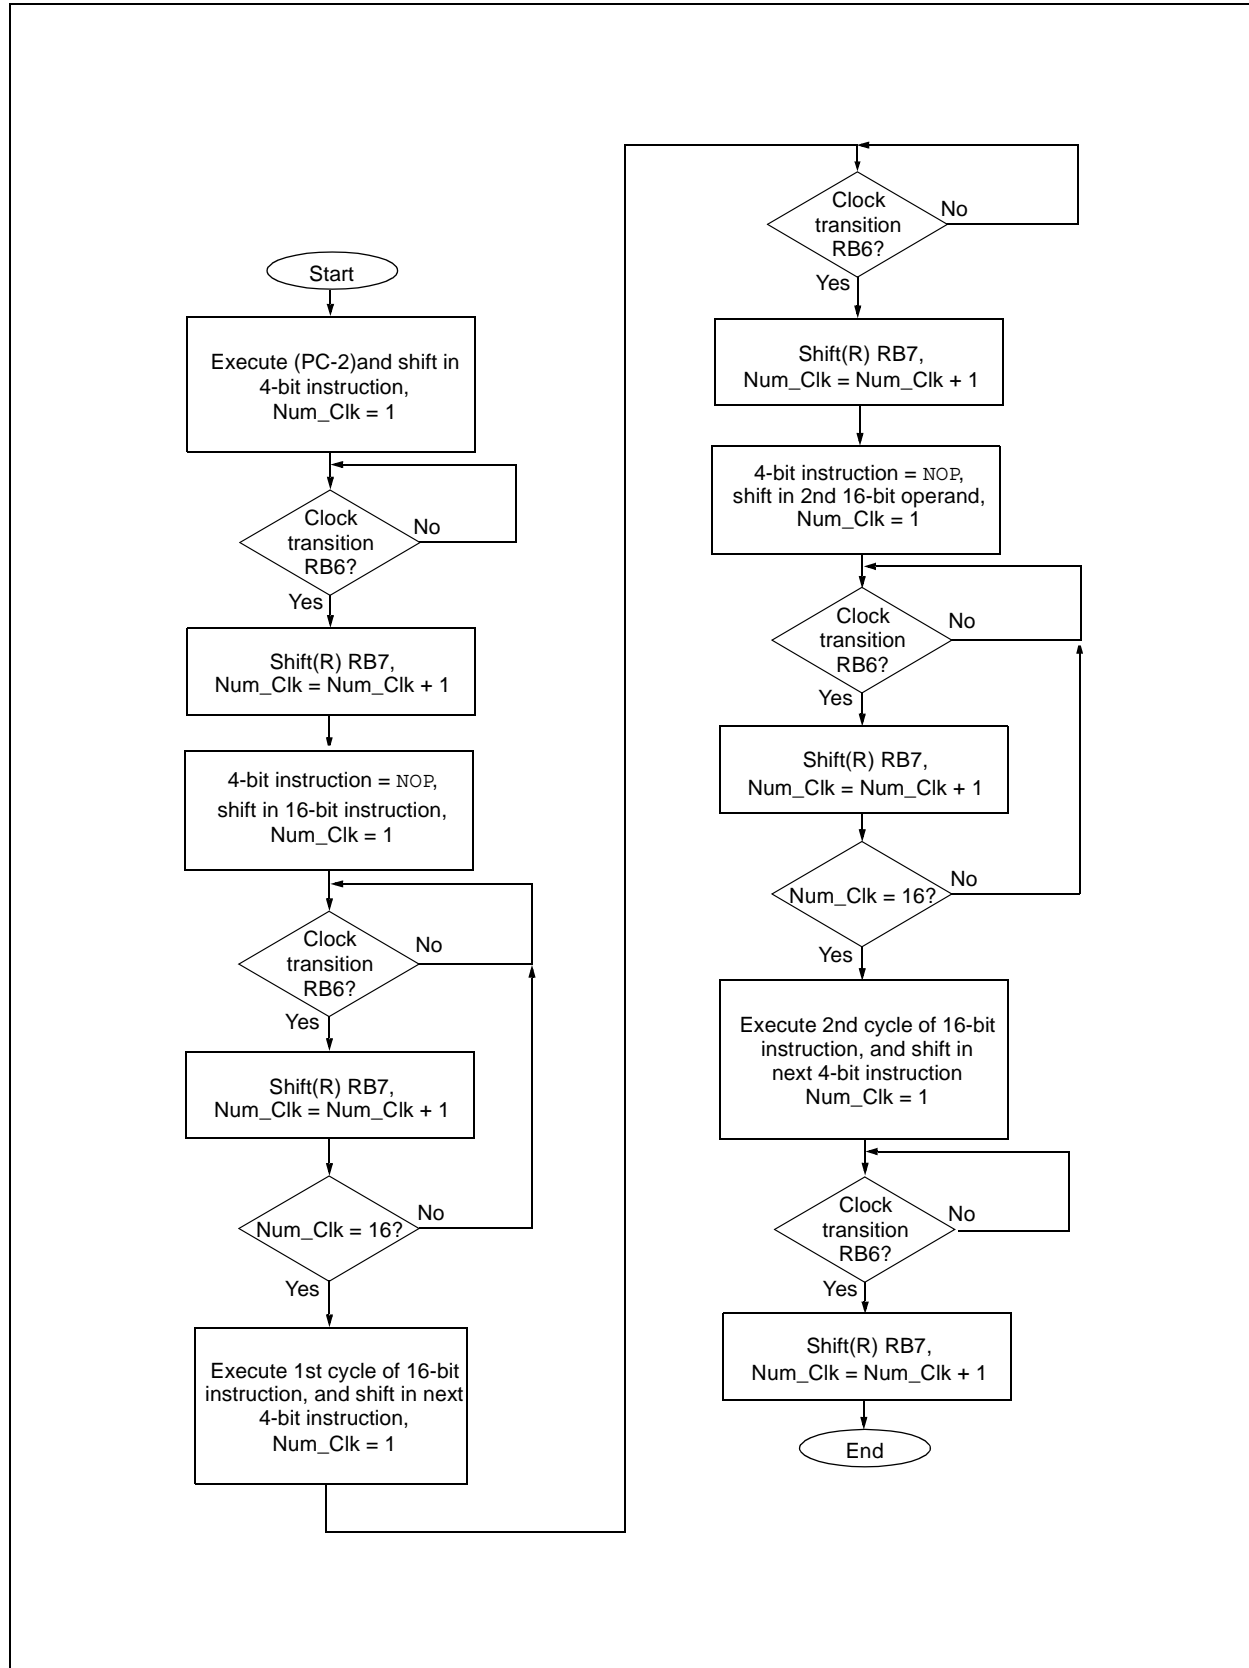 Start
Execute (PC-2)and shift in
4-bit instruction,
Num_Clk = 1
Clock
transition
RB6?
No
Yes
Shift(R) RB7,
Num_Clk = Num_Clk + 1
4-bit instruction = NOP,
shift in 16-bit instruction,
Num_Clk = 1
Clock
transition
RB6?
No
Yes
Shift(R) RB7,
Num_Clk = Num_Clk + 1
Num_Clk = 16?
No
Yes
Execute 1st cycle of 16-bit
instruction, and shift in next
4-bit instruction,
Num_Clk = 1
Clock
transition
RB6?
No
Yes
Shift(R) RB7,
Num_Clk = Num_Clk + 1
4-bit instruction = NOP,
shift in 2nd 16-bit operand,
Num_Clk = 1
Clock
transition
RB6?
No
Yes
Shift(R) RB7,
Num_Clk = Num_Clk + 1
Num_Clk = 16?
No
Yes
Execute 2nd cycle of 16-bit
instruction, and shift in
next 4-bit instruction
Num_Clk = 1
Clock
transition
RB6?
No
Yes
Shift(R) RB7,
Num_Clk = Num_Clk + 1
End